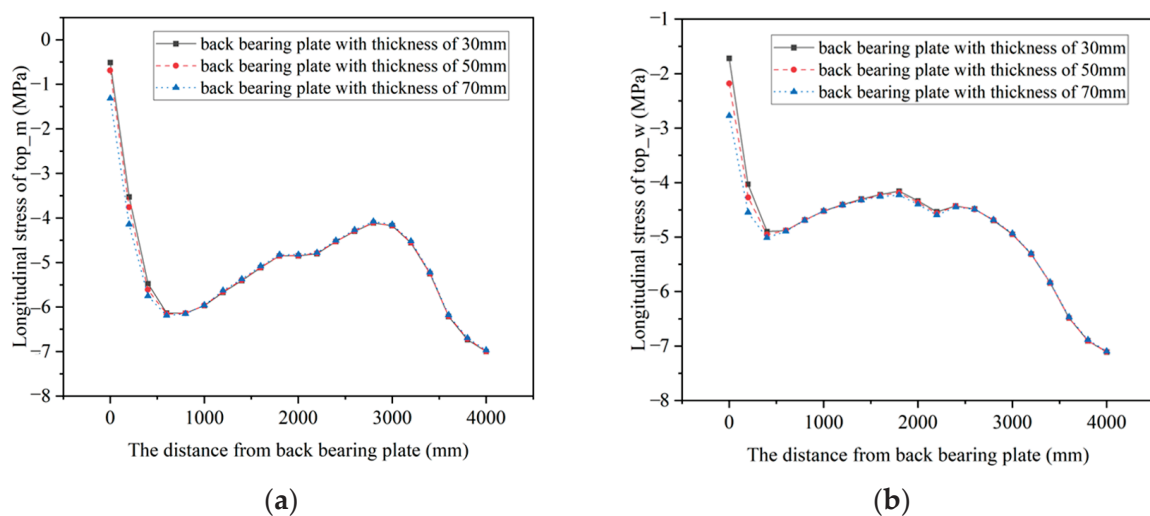 back bearing plate with thickness of 30mm
back bearing plate with thickness of 50mm
back bearing plate with thickness of 70mm
Longitudinal stress of top_m (MPa)
0
−1
−2
−3
−4
−5
−6
−7
−8
0 1000 2000 3000 4000
The distance from back bearing plate (mm)
(a)
back bearing plate with thickness of 30mm
back bearing plate with thickness of 50mm
back bearing plate with thickness of 70mm
Longitudinal stress of top_w (MPa)
−1
−2
−3
−4
−5
−6
−7
−8
0 1000 2000 3000 4000
The distance from back bearing plate (mm)
(b)